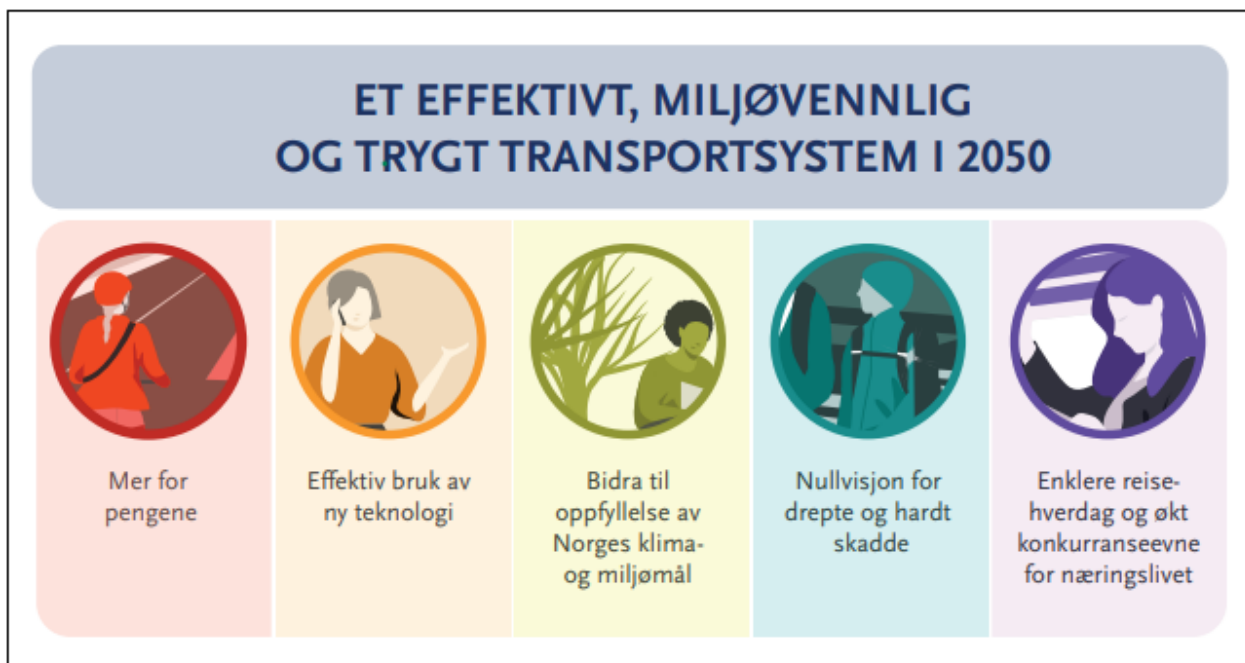 ET EFFEKTIVT, MILJØVENNLIG
OG TRYGT TRANSPORTSYSTEM I 2050
Mer for
pengene
Effektiv bruk av
ny teknologi
Bidra til
oppfyllelse av
Norges klima-
og miljømål
Nullvisjon for
drepte og hardt
skadde
Enklere reise-
hverdag og økt
konkurranseevne
for næringslivet